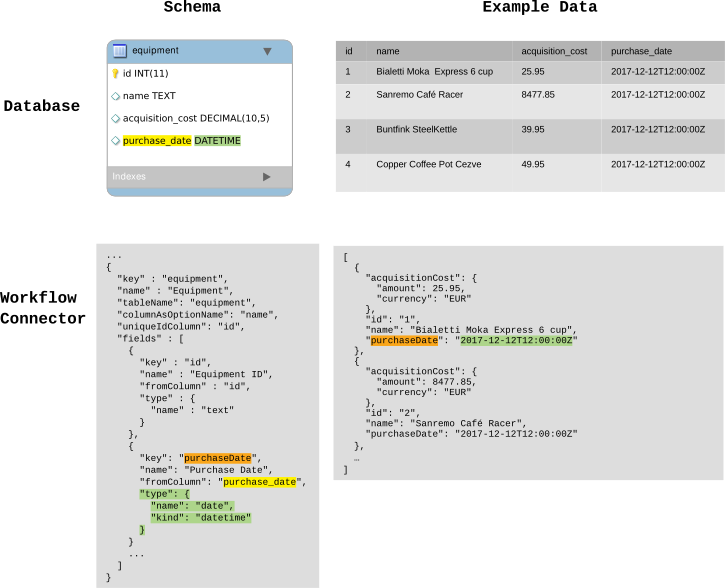 Schema
Example Data
Database
equipment
id INT(11)
name TEXT
acquisition_cost DECIMAL(10,5)
purchase_date DATETIME
Indexes
id name acquisition_cost purchase_date
1 Bialetti Moka  Express 6 cup 25.95 2017-12-12T12:00:00Z
2 Sanremo Café Racer 8477.85 2017-12-12T12:00:00Z
3 Buntfink SteelKettle 39.95 2017-12-12T12:00:00Z
4 Copper Coffee Pot Cezve 49.95 2017-12-12T12:00:00Z
Workflow
Connector
...
{
"key" : "equipment",
"name" : "Equipment",
"tableName": "equipment",
"columnAsOptionName": "name",
"uniqueIdColumn": "id",
"fields" : [
{
"key" : "id",
"name" : "Equipment ID",
"fromColumn" : "id",
"type" : {
"name" : "text"
}
},
{
"key": "purchaseDate",
"name": "Purchase Date",
"fromColumn": "purchase_date",
"type": {
"name": "date",
"kind": "datetime"
}
}
...
]
}
[
{
"acquisitionCost": {
"amount": 25.95,
"currency": "EUR"
},
"id": "1",
"name": "Bialetti Moka Express 6 cup",
"purchaseDate": "2017-12-12T12:00:00Z"
},
{
"acquisitionCost": {
"amount": 8477.85,
"currency": "EUR"
},
"id": "2",
"name": "Sanremo Café Racer",
"purchaseDate": "2017-12-12T12:00:00Z"
},
…
]